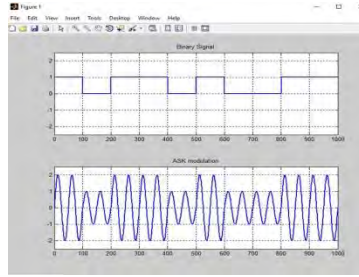 Figure 1
File Edit View Insert Tools Desktop Window Help
Binary Signal
2
1
0
-1
-2
0 100 200 300 400 500 600 700 800 900 1000
ASK modulation
2
1
0
-1
-2
0 100 200 300 400 500 600 700 800 900 1000